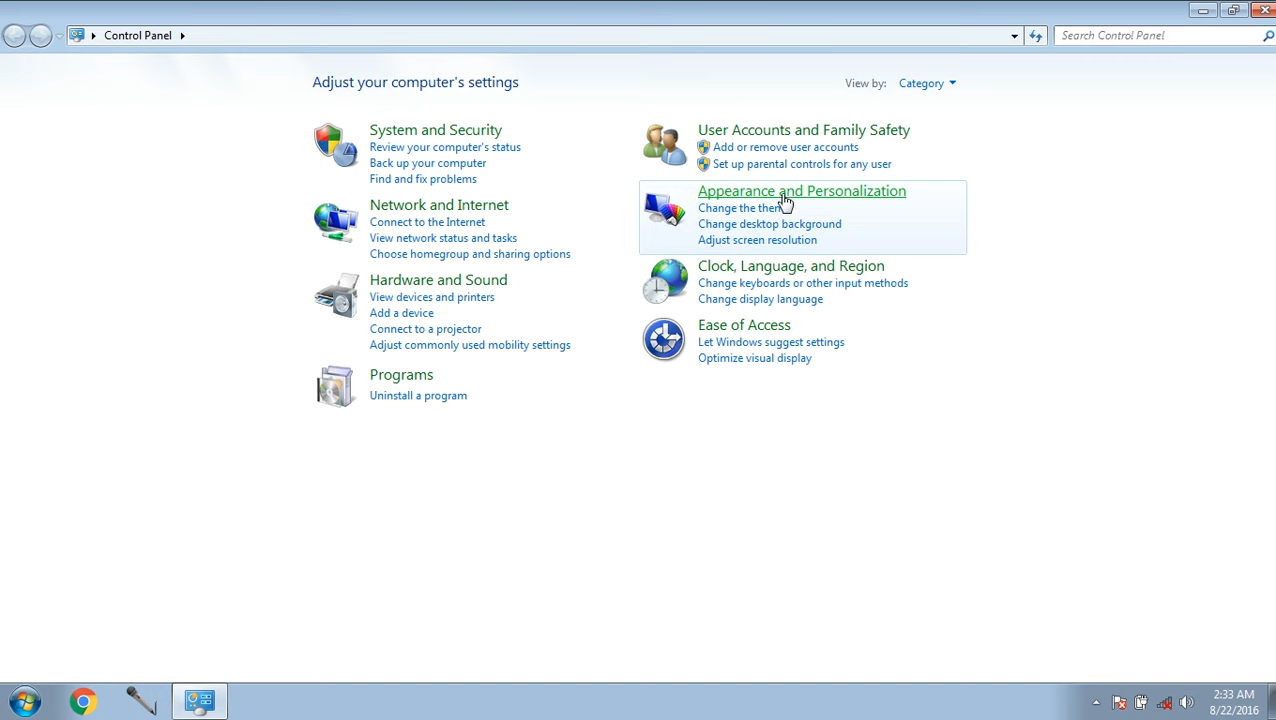 Control Panel
Search Control Panel
Adjust your computer's settings
View by: Category
System and Security
Review your computer's status
Back up your computer
Find and fix problems
Network and Internet
Connect to the Internet
View network status and tasks
Choose homegroup and sharing options
Hardware and Sound
View devices and printers
Add a device
Connect to a projector
Adjust commonly used mobility settings
Programs
Uninstall a program
User Accounts and Family Safety
Add or remove user accounts
Set up parental controls for any user
Appearance and Personalization
Change the
Change desktop background
Adjust screen resolution
Clock, Language, and Region
Change keyboards or other input methods
Change display language
Ease of Access
Let Windows suggest settings
Optimize visual display
2:33 AM
8/22/2016